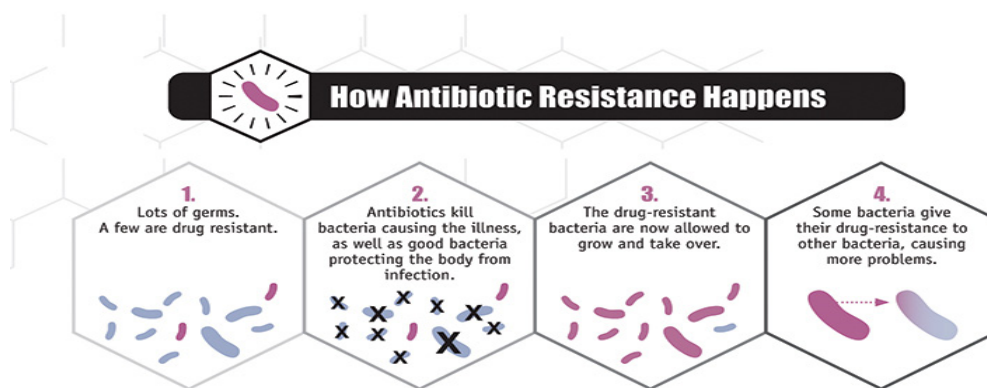 How Antibiotic Resistance Happens
1.
Lots of germs.
A few are drug resistant.
2.
Antibiotics kill
bacteria causing the illness,
as well as good bacteria
protecting the body from
infection.
X X X X X X X X X X
3.
The drug-resistant
bacteria are now allowed to
grow and take over.
4.
Some bacteria give
their drug-resistance to
other bacteria, causing
more problems.